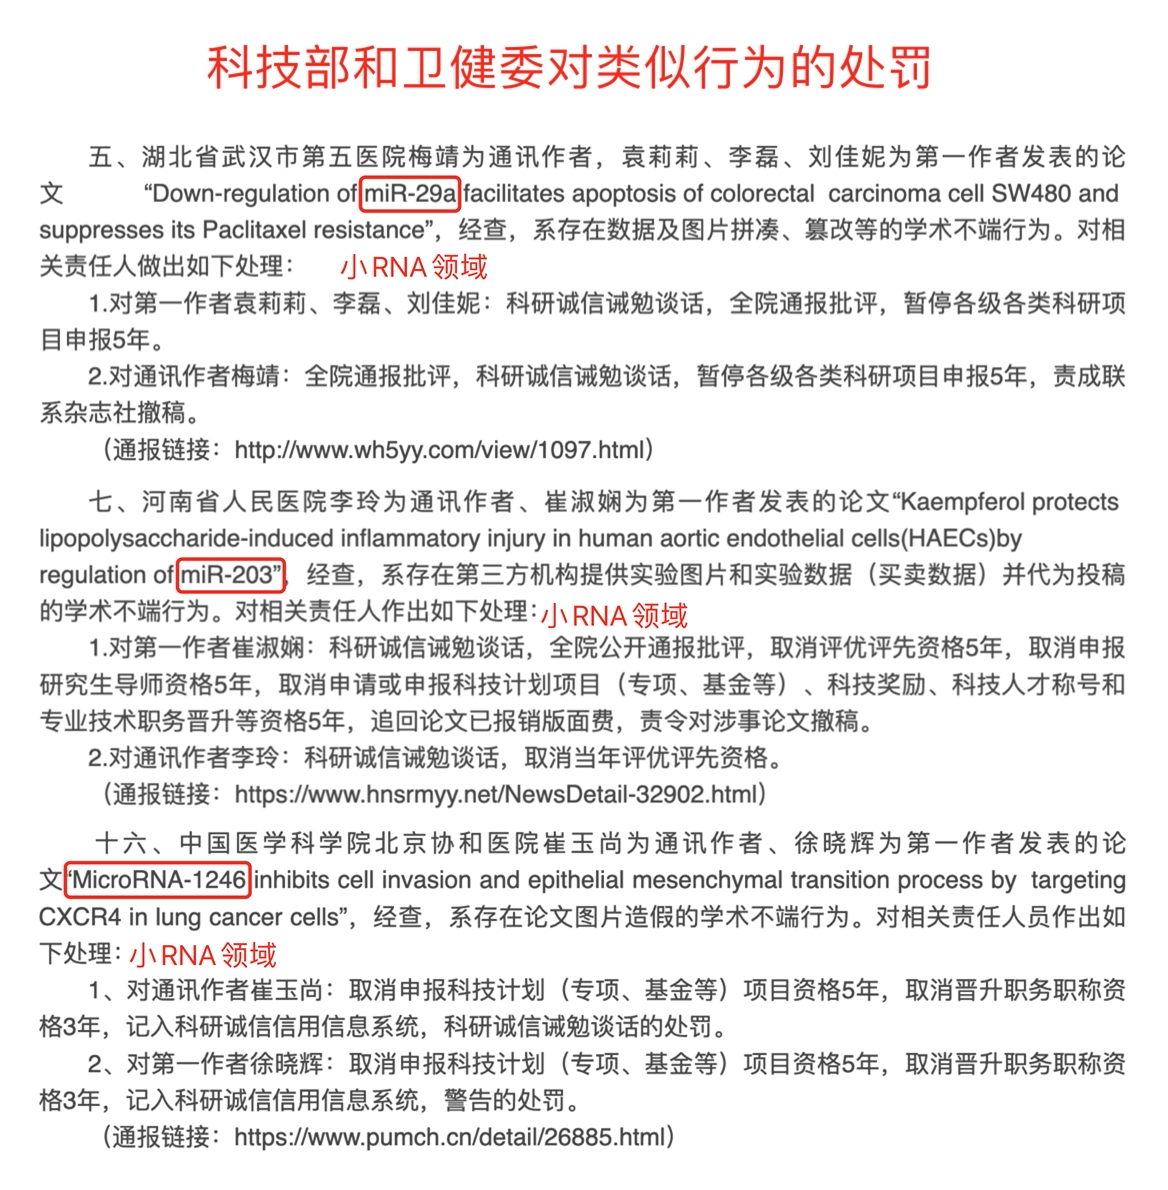 科技部和卫健委对类似行为的处罚
五、湖北省武汉市第五医院梅靖为通讯作者，袁莉莉、李磊、刘佳妮为第一作者发表的论
文 “Down-regulation of miR-29a facilitates apoptosis of colorectal carcinoma cell SW480 and
suppresses its Paclitaxel resistance”，经查，系存在数据及图片拼凑、篡改等的学术不端行为。对相
关责任人做出如下处理： 小RNA领域
1.对第一作者袁莉莉、李磊、刘佳妮：科研诚信诫勉谈话，全院通报批评，暂停各级各类科研项
目申报5年。
2.对通讯作者梅靖：全院通报批评，科研诚信诫勉谈话，暂停各级各类科研项目申报5年，责成联
系杂志社撤稿。
（通报链接：http://www.wh5yy.com/view/1097.html）
七、河南省人民医院李玲为通讯作者、崔淑娴为第一作者发表的论文“Kaempferol protects
lipopolysaccharide-induced inflammatory injury in human aortic endothelial cells(HAECs)by
regulation of miR-203”，经查，系存在第三方机构提供实验图片和实验数据（买卖数据）并代为投稿
的学术不端行为。对相关责任人作出如下处理：小RNA领域
1.对第一作者崔淑娴：科研诚信诫勉谈话，全院公开通报批评，取消评优评先资格5年，取消申报
研究生导师资格5年，取消申请或申报科技计划项目（专项、基金等）、科技奖励、科技人才称号和
专业技术职务晋升等资格5年，追回论文已报销版面费，责令对涉事论文撤稿。
2.对通讯作者李玲：科研诚信诫勉谈话，取消当年评优评先资格。
（通报链接：https://www.hnsrmyy.net/NewsDetail-32902.html）
十六、中国医学科学院北京协和医院崔玉尚为通讯作者、徐晓辉为第一作者发表的论
文“MicroRNA-1246 inhibits cell invasion and epithelial mesenchymal transition process by targeting
CXCR4 in lung cancer cells”，经查，系存在论文图片造假的学术不端行为。对相关责任人员作出如
下处理：小RNA领域
1、对通讯作者崔玉尚：取消申报科技计划（专项、基金等）项目资格5年，取消晋升职务职称资
格3年，记入科研诚信信用信息系统，科研诚信诫勉谈话的处罚。
2、对第一作者徐晓辉：取消申报科技计划（专项、基金等）项目资格5年，取消晋升职务职称资
格3年，记入科研诚信信用信息系统，警告的处罚。
（通报链接：https://www.pumch.cn/detail/26885.html）